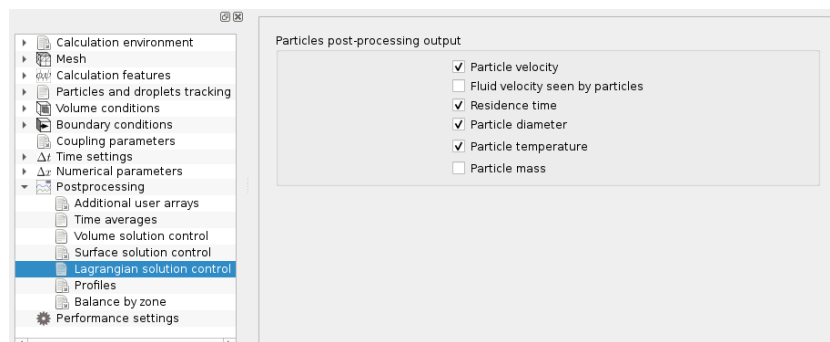 Calculation environment
Mesh
Calculation features
Particles and droplets tracking
Volume conditions
Boundary conditions
Coupling parameters
Δt Time settings
Δx Numerical parameters
Postprocessing
Additional user arrays
Time averages
Volume solution control
Surface solution control
Lagrangian solution control
Profiles
Balance by zone
Performance settings
Particles post-processing output
Particle velocity
Fluid velocity seen by particles
Residence time
Particle diameter
Particle temperature
Particle mass